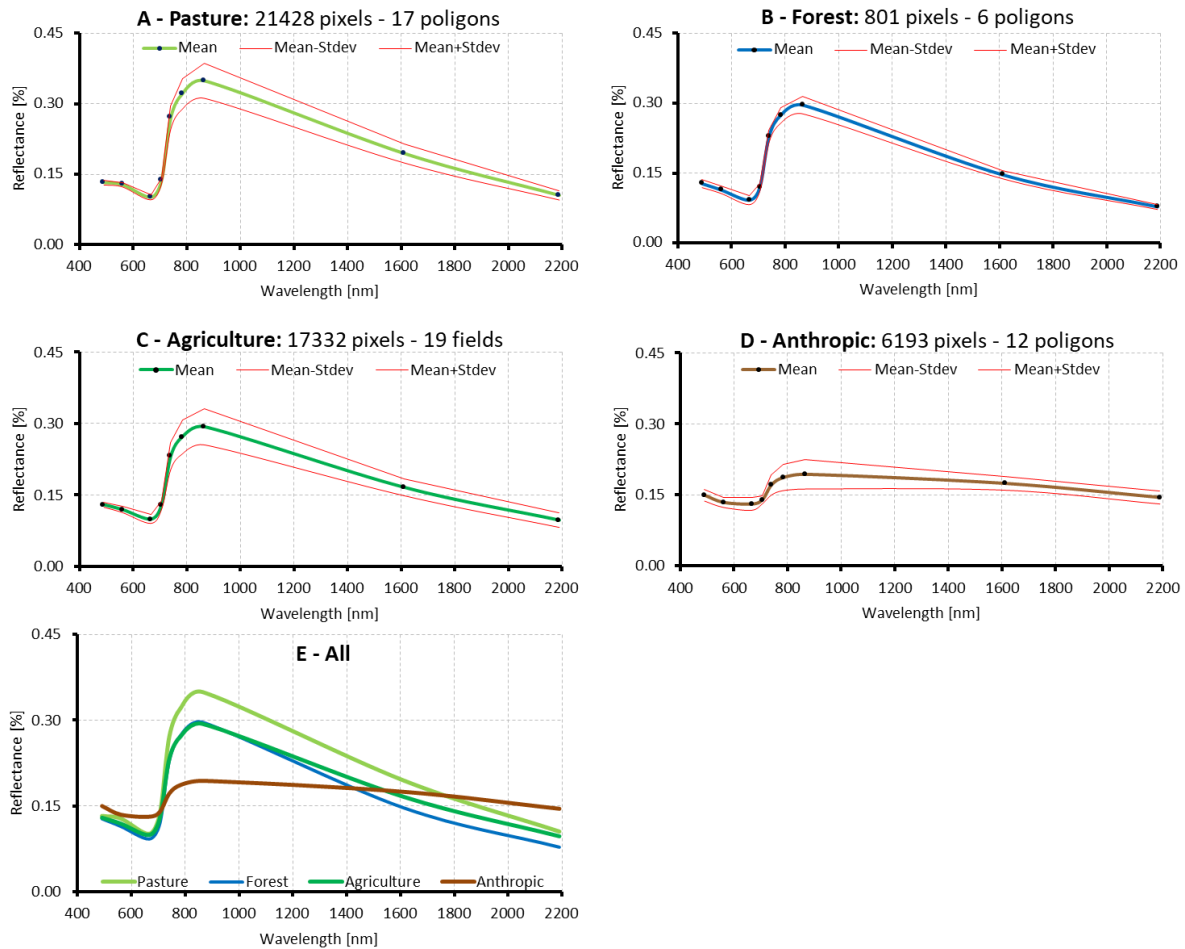 A - Pasture: 21428 pixels - 17 poligons
Mean Mean-Stdev Mean+Stdev
Reflectance [%]
0.45
0.30
0.15
0.00
400 600 800 1000 1200 1400 1600 1800 2000 2200
Wavelength [nm]
B - Forest: 801 pixels - 6 poligons
Mean Mean-Stdev Mean+Stdev
Reflectance [%]
0.45
0.30
0.15
0.00
400 600 800 1000 1200 1400 1600 1800 2000 2200
Wavelength [nm]
C - Agriculture: 17332 pixels - 19 fields
Mean Mean-Stdev Mean+Stdev
Reflectance [%]
0.45
0.30
0.15
0.00
400 600 800 1000 1200 1400 1600 1800 2000 2200
Wavelength [nm]
D - Anthropic: 6193 pixels - 12 poligons
Mean Mean-Stdev Mean+Stdev
Reflectance [%]
0.45
0.30
0.15
0.00
400 600 800 1000 1200 1400 1600 1800 2000 2200
Wavelength [nm]
E - All
Reflectance [%]
0.45
0.30
0.15
0.00
Pasture Forest Agriculture Anthropic
400 600 800 1000 1200 1400 1600 1800 2000 2200
Wavelength [nm]